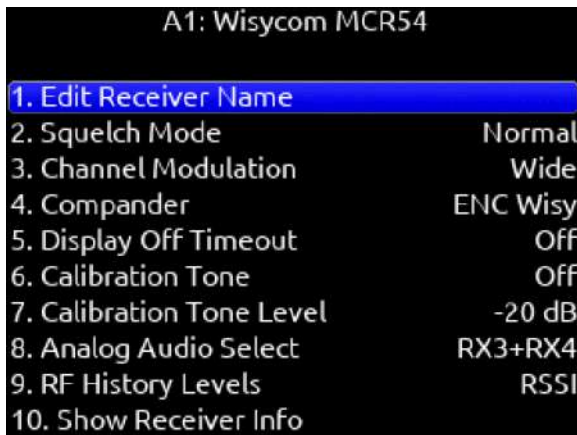 A1: Wisycom MCR54
1. Edit Receiver Name
2. Squelch Mode Normal
3. Channel Modulation Wide
4. Compander ENC Wisy
5. Display Off Timeout Off
6. Calibration Tone Off
7. Calibration Tone Level -20 dB
8. Analog Audio Select RX3+RX4
9. RF History Levels RSSI
10. Show Receiver Info